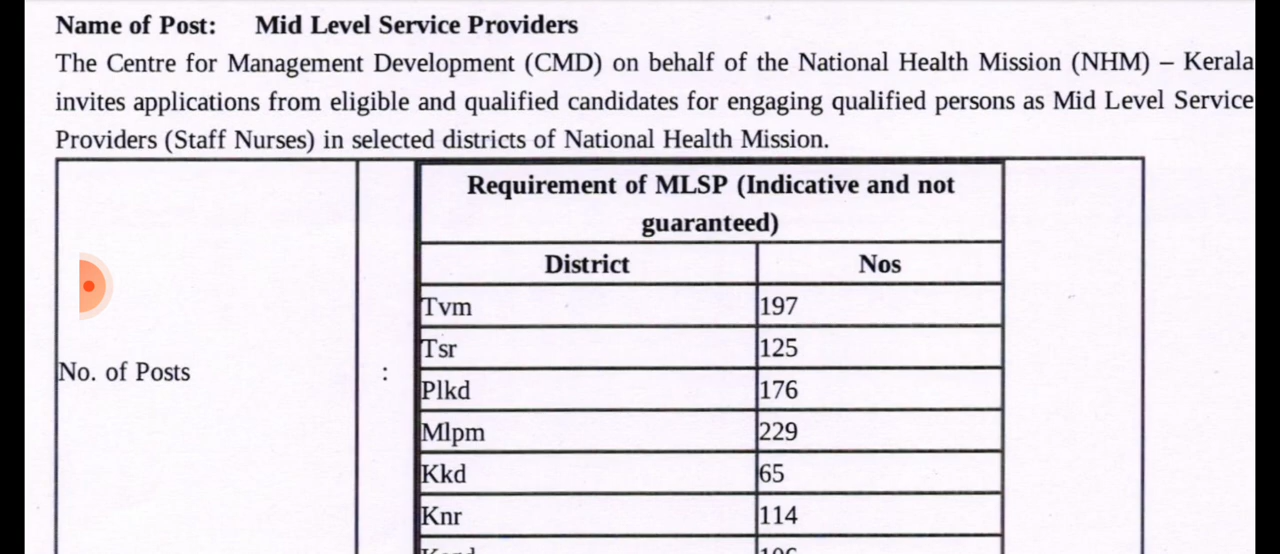 Name of Post: Mid Level Service Providers
The Centre for Management Development (CMD) on behalf of the National Health Mission (NHM) – Kerala
invites applications from eligible and qualified candidates for engaging qualified persons as Mid Level Service
Providers (Staff Nurses) in selected districts of National Health Mission.
Requirement of MLSP (Indicative and not
guaranteed)
District Nos
Tvm 197
Tsr 125
No. of Posts :
Plkd 176
Mlpm 229
Kkd 65
Knr 114